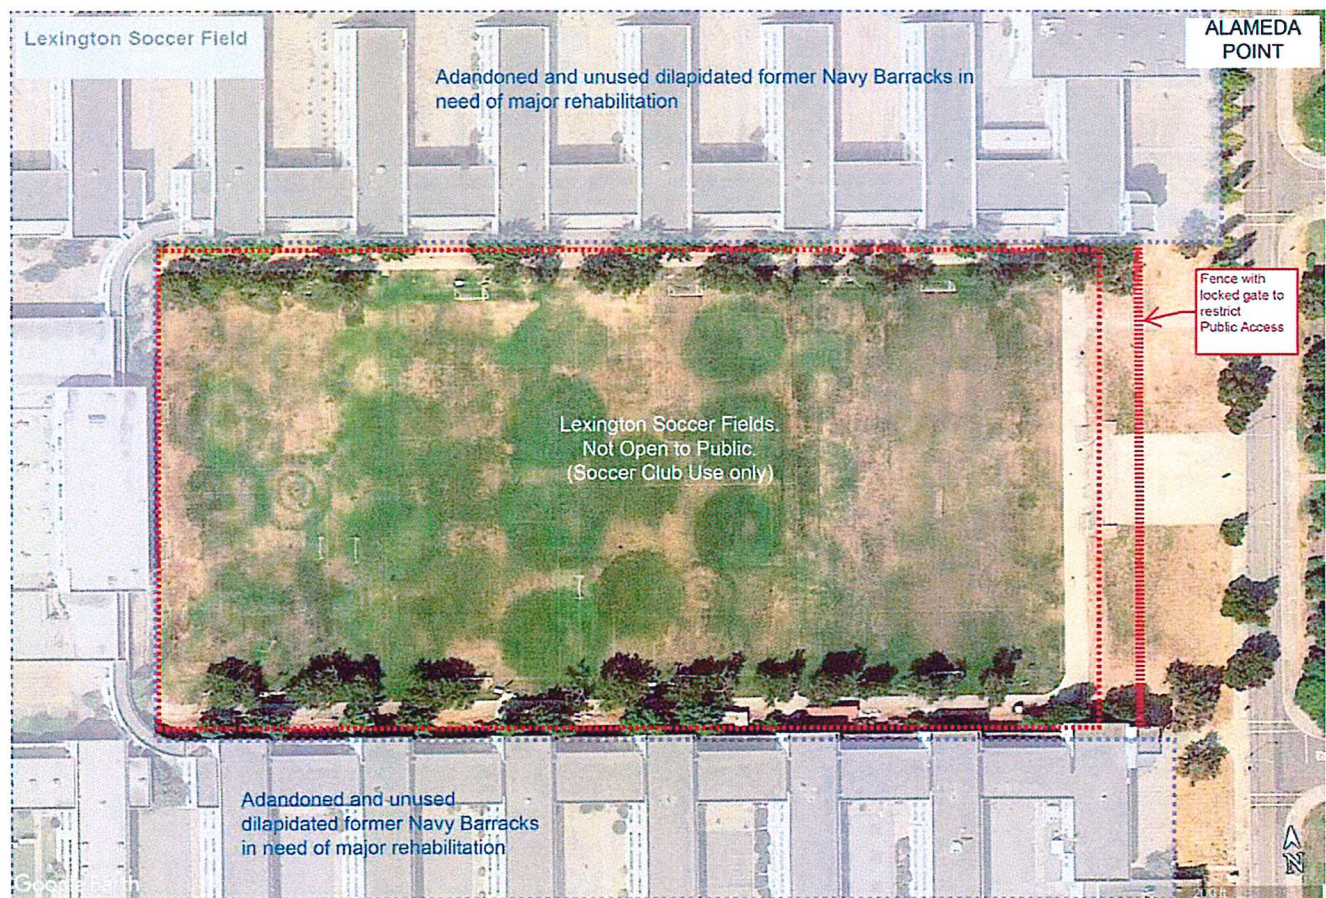 Lexington Soccer Field
ALAMEDA
POINT
Adandoned and unused dilapidated former Navy Barracks in
need of major rehabilitation
Fence with
locked gate to
restrict
Public Access
Lexington Soccer Fields.
Not Open to Public.
(Soccer Club Use only)
Adandoned and unused
dilapidated former Navy Barracks
in need of major rehabilitation
Google Earth
N